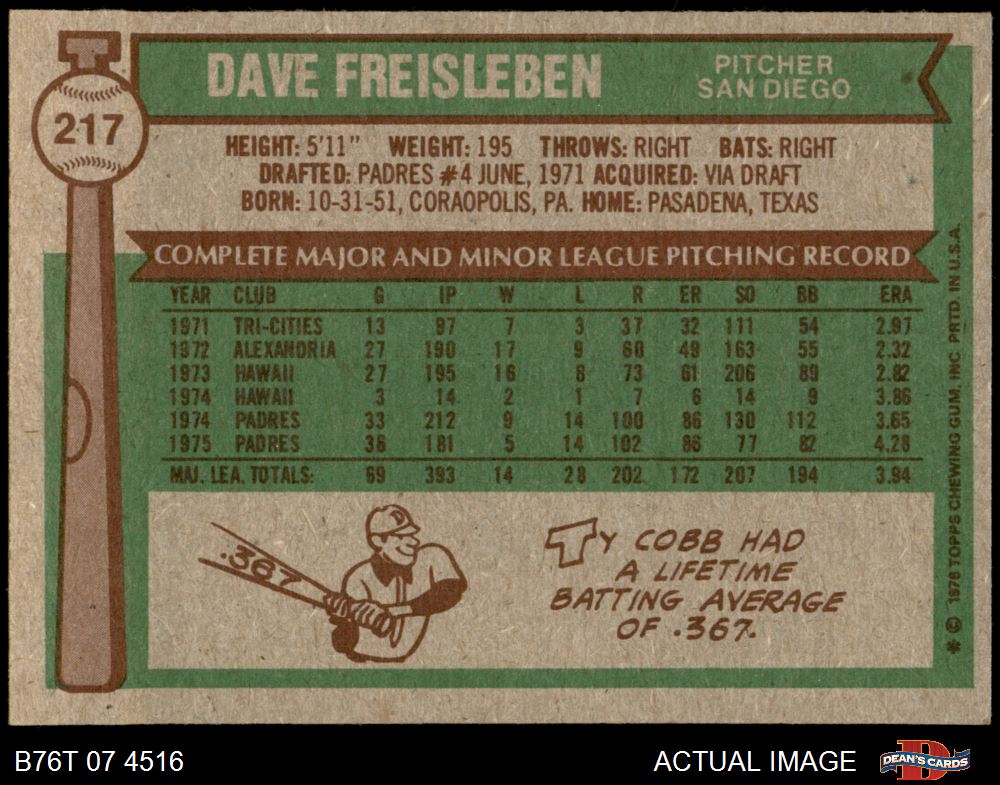 DAVE FREISLEBEN
PITCHER
SAN DIEGO
217
HEIGHT: 5'11" WEIGHT: 195 THROWS: RIGHT BATS: RIGHT
DRAFTED: PADRES #4 JUNE, 1971 ACQUIRED: VIA DRAFT
BORN: 10-31-51, CORAOPOLIS, PA. HOME: PASADENA, TEXAS
COMPLETE MAJOR AND MINOR LEAGUE PITCHING RECORD
YEAR CLUB G IP W L R ER SO BB ERA
1971 TRI-CITIES 13 97 7 3 37 32 111 54 2.97
1972 ALEXANDRIA 27 190 17 9 60 49 163 55 2.32
1973 HAWAII 27 195 16 8 73 61 206 89 2.82
1974 HAWAII 3 14 2 1 7 6 14 9 3.86
1974 PADRES 33 212 9 14 100 86 130 112 3.65
1975 PADRES 36 181 5 14 102 86 77 82 4.28
MAJ. LEA. TOTALS: 69 393 14 28 202 172 207 194 3.94
.367
TY COBB HAD
A LIFETIME
BATTING AVERAGE
OF .367.
* © 1976 TOPPS CHEWING GUM, INC. PRTD. IN U.S.A.
B76T 07 4516
ACTUAL IMAGE
DEAN'S CARDS